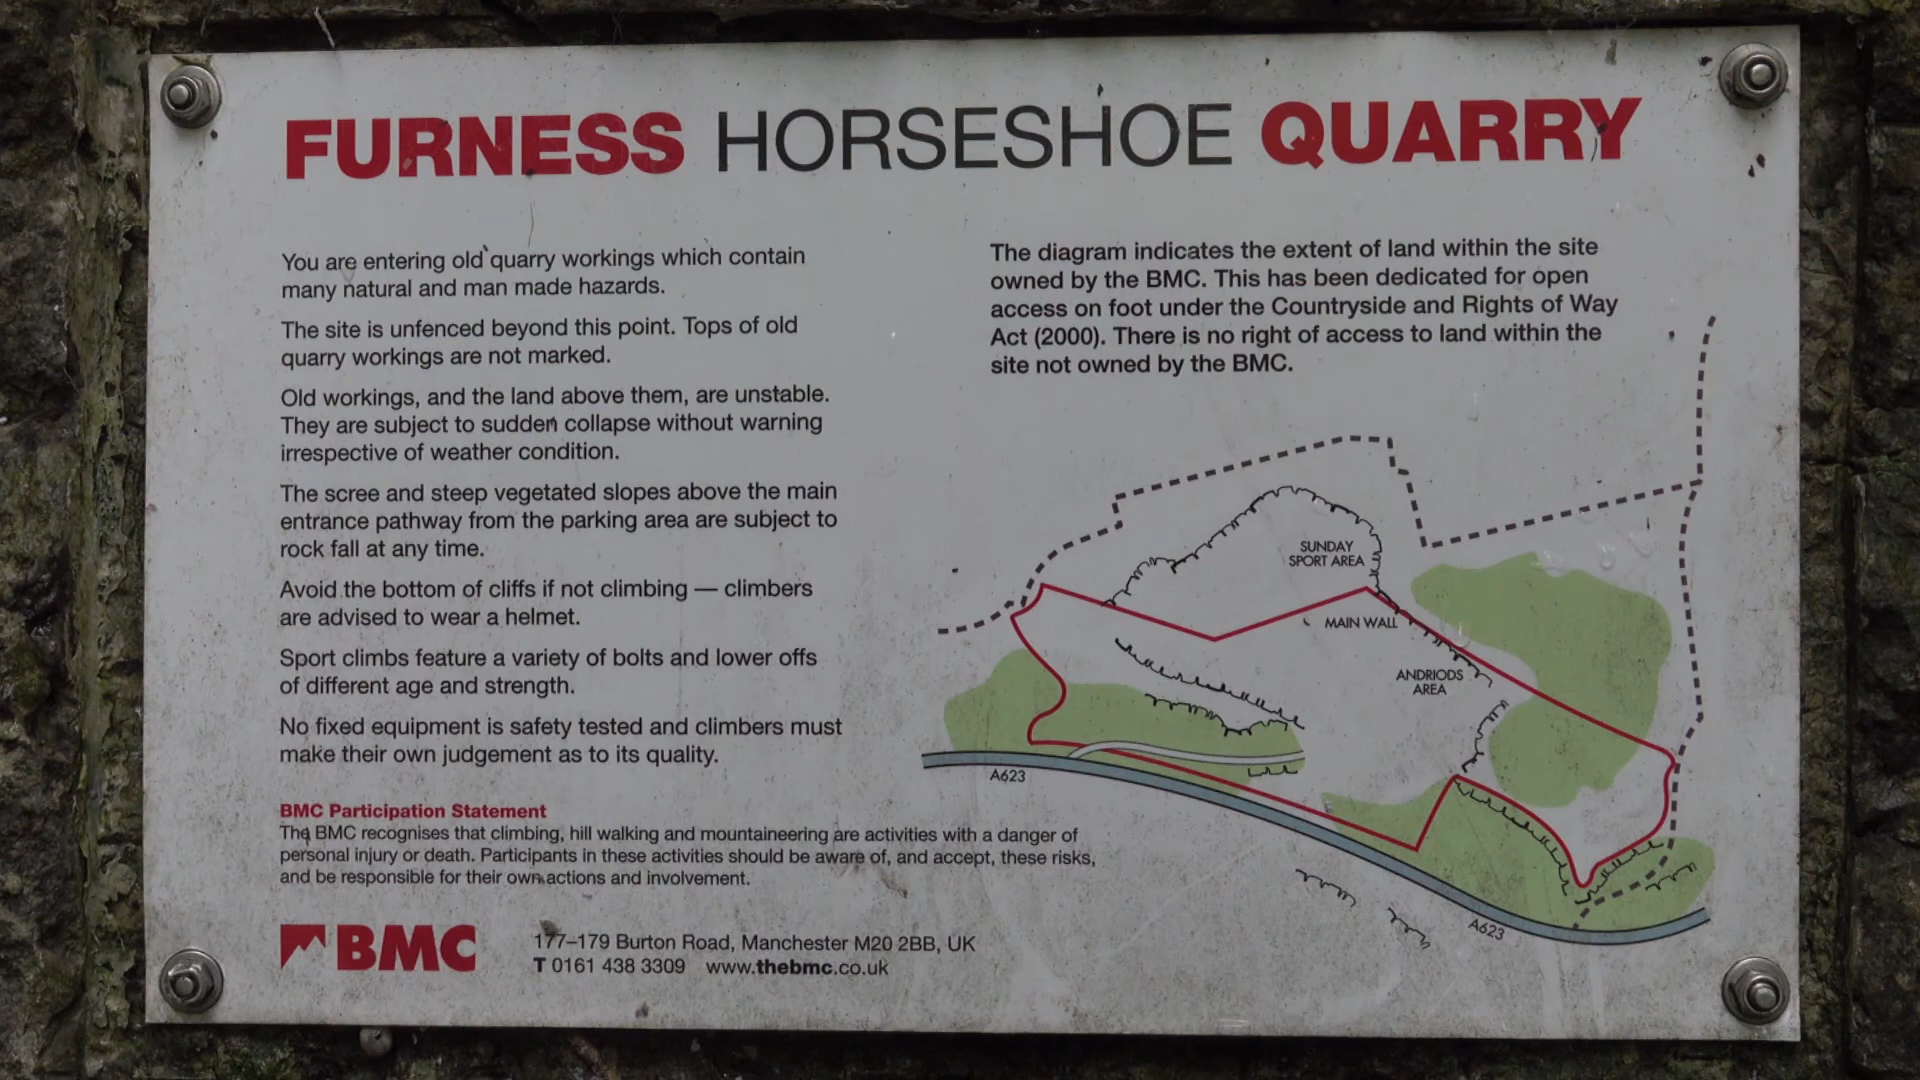 FURNESS HORSESHOE QUARRY
You are entering old quarry workings which contain
many natural and man made hazards.
The site is unfenced beyond this point. Tops of old
quarry workings are not marked.
Old workings, and the land above them, are unstable.
They are subject to sudden collapse without warning
irrespective of weather condition.
The scree and steep vegetated slopes above the main
entrance pathway from the parking area are subject to
rock fall at any time.
Avoid the bottom of cliffs if not climbing — climbers
are advised to wear a helmet.
Sport climbs feature a variety of bolts and lower offs
of different age and strength.
No fixed equipment is safety tested and climbers must
make their own judgement as to its quality.
BMC Participation Statement
The BMC recognises that climbing, hill walking and mountaineering are activities with a danger of
personal injury or death. Participants in these activities should be aware of, and accept, these risks,
and be responsible for their own actions and involvement.
BMC
177–179 Burton Road, Manchester M20 2BB, UK
T 0161 438 3309 www.thebmc.co.uk
The diagram indicates the extent of land within the site
owned by the BMC. This has been dedicated for open
access on foot under the Countryside and Rights of Way
Act (2000). There is no right of access to land within the
site not owned by the BMC.
SUNDAY
SPORT AREA
MAIN WALL
ANDRIODS
AREA
A623
A623